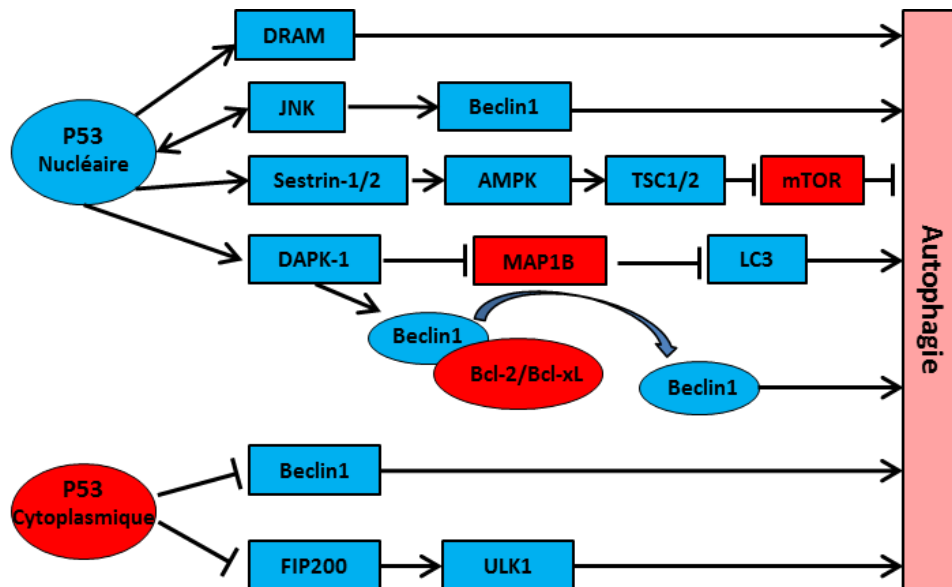 DRAM
JNK
Beclin1
P53
Nucléaire
Sestrin-1/2
AMPK
TSC1/2
mTOR
DAPK-1
MAP1B
LC3
Beclin1
Bcl-2/Bcl-xL
Beclin1
P53
Cytoplasmique
Beclin1
FIP200
ULK1
Autophagie